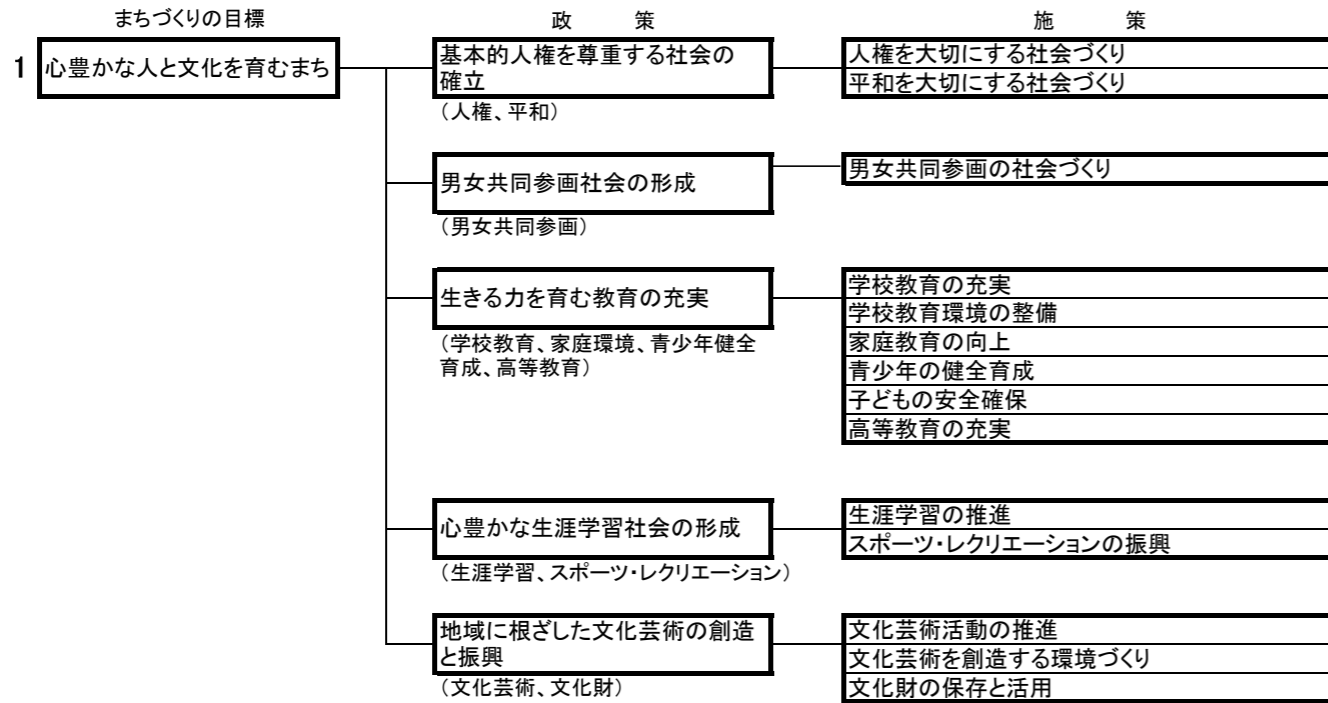 まちづくりの目標
政　　策
施　　策
1
心豊かな人と文化を育むまち
基本的人権を尊重する社会の
確立
(人権、平和)
人権を大切にする社会づくり
平和を大切にする社会づくり
男女共同参画社会の形成
(男女共同参画)
男女共同参画の社会づくり
生きる力を育む教育の充実
(学校教育、家庭環境、青少年健全
育成、高等教育)
学校教育の充実
学校教育環境の整備
家庭教育の向上
青少年の健全育成
子どもの安全確保
高等教育の充実
心豊かな生涯学習社会の形成
(生涯学習、スポーツ・レクリエーション)
生涯学習の推進
スポーツ・レクリエーションの振興
地域に根ざした文化芸術の創造
と振興
(文化芸術、文化財)
文化芸術活動の推進
文化芸術を創造する環境づくり
文化財の保存と活用